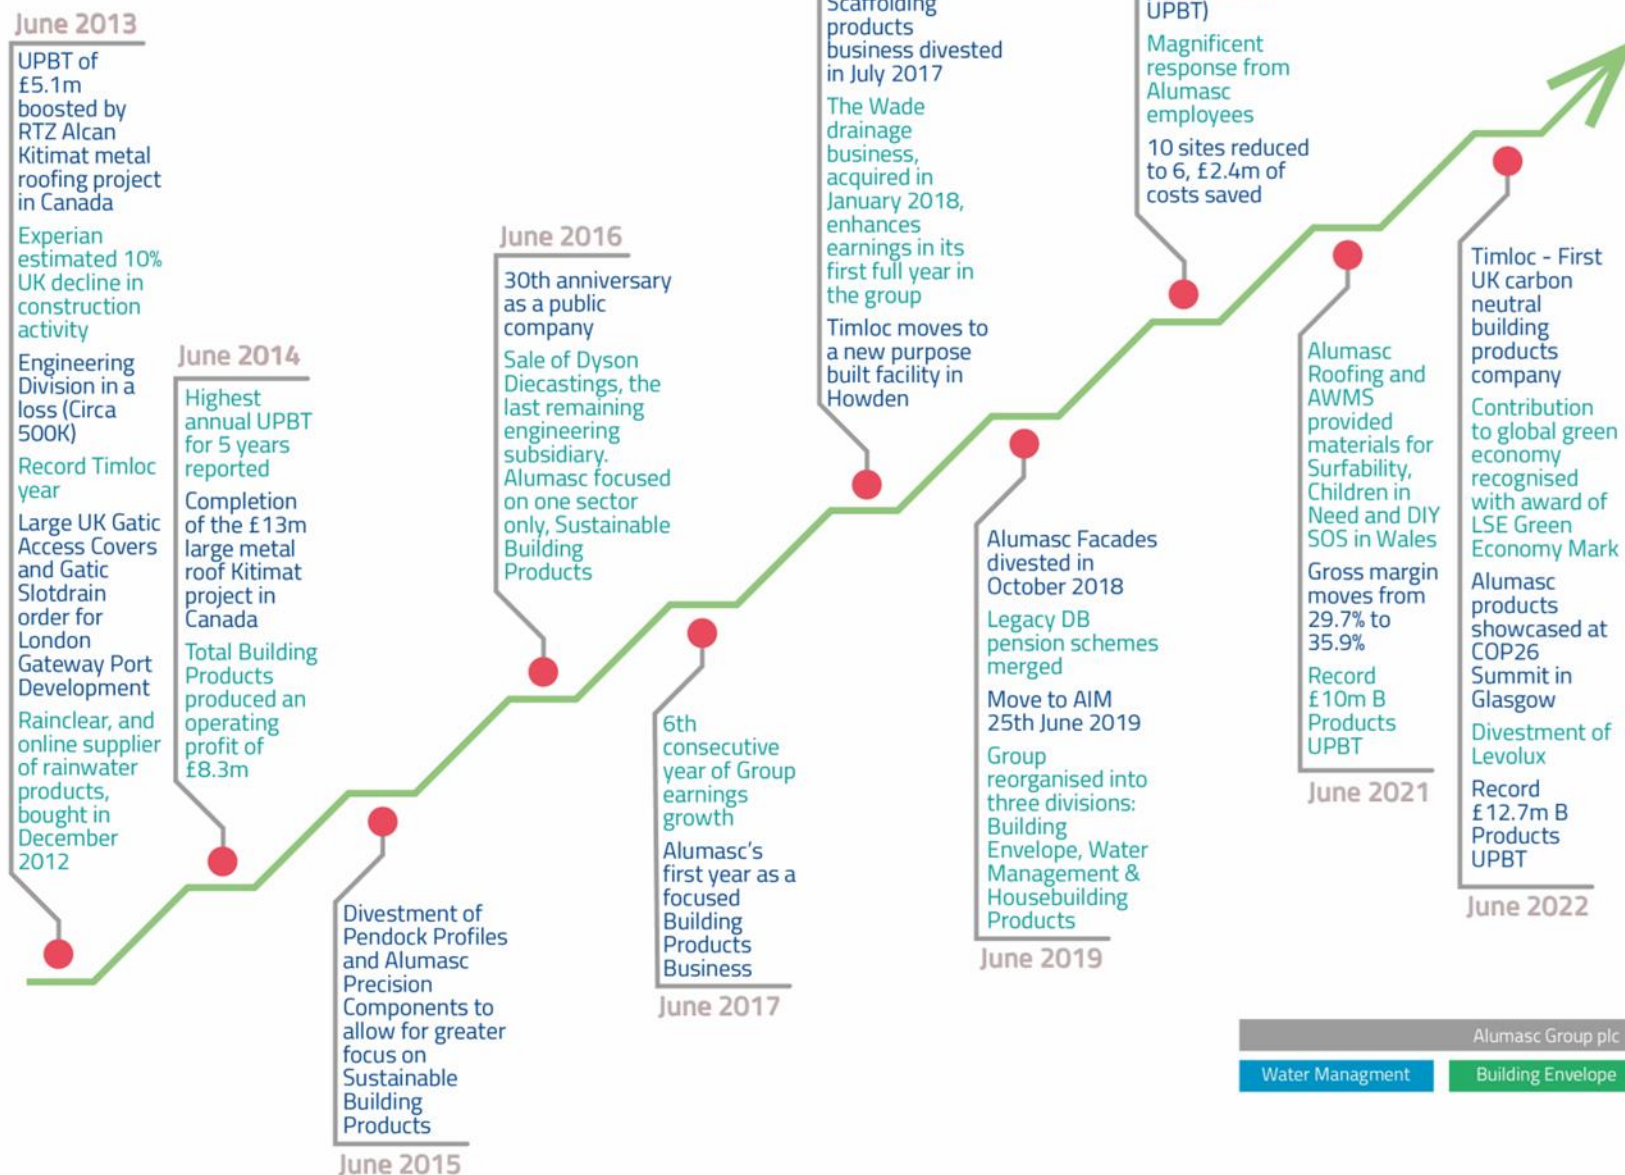 June 2013
UPBT of
£5.1m
boosted by
RTZ Alcan
Kitimat metal
roofing project
in Canada
Experian
estimated 10%
UK decline in
construction
activity
Engineering
Division in a
loss (Circa
500K)
Record Timloc
year
Large UK Gatic
Access Covers
and Gatic
Slotdrain
order for
London
Gateway Port
Development
Rainclear, and
online supplier
of rainwater
products,
bought in
December
2012
June 2014
Highest
annual UPBT
for 5 years
reported
Completion
of the £13m
large metal
roof Kitimat
project in
Canada
Total Building
Products
produced an
operating
profit of
£8.3m
Divestment of
Pendock Profiles
and Alumasc
Precision
Components to
allow for greater
focus on
Sustainable
Building
Products
June 2015
June 2016
30th anniversary
as a public
company
Sale of Dyson
Diecastings, the
last remaining
engineering
subsidiary.
Alumasc focused
on one sector
only, Sustainable
Building
Products
6th
consecutive
year of Group
earnings
growth
Alumasc's
first year as a
focused
Building
Products
Business
June 2017
Scaffolding
products
business divested
in July 2017
The Wade
drainage
business,
acquired in
January 2018,
enhances
earnings in its
first full year in
the group
Timloc moves to
a new purpose
built facility in
Howden
Alumasc Facades
divested in
October 2018
Legacy DB
pension schemes
merged
Move to AIM
25th June 2019
Group
reorganised into
three divisions:
Building
Envelope, Water
Management &
Housebuilding
Products
June 2019
UPBT)
Magnificent
response from
Alumasc
employees
10 sites reduced
to 6, £2.4m of
costs saved
Alumasc
Roofing and
AWMS
provided
materials for
Surfability,
Children in
Need and DIY
SOS in Wales
Gross margin
moves from
29.7% to
35.9%
Record
£10m B
Products
UPBT
June 2021
Timloc - First
UK carbon
neutral
building
products
company
Contribution
to global green
economy
recognised
with award of
LSE Green
Economy Mark
Alumasc
products
showcased at
COP26
Summit in
Glasgow
Divestment of
Levolux
Record
£12.7m B
Products
UPBT
June 2022
Alumasc Group plc
Water Managment
Building Envelope